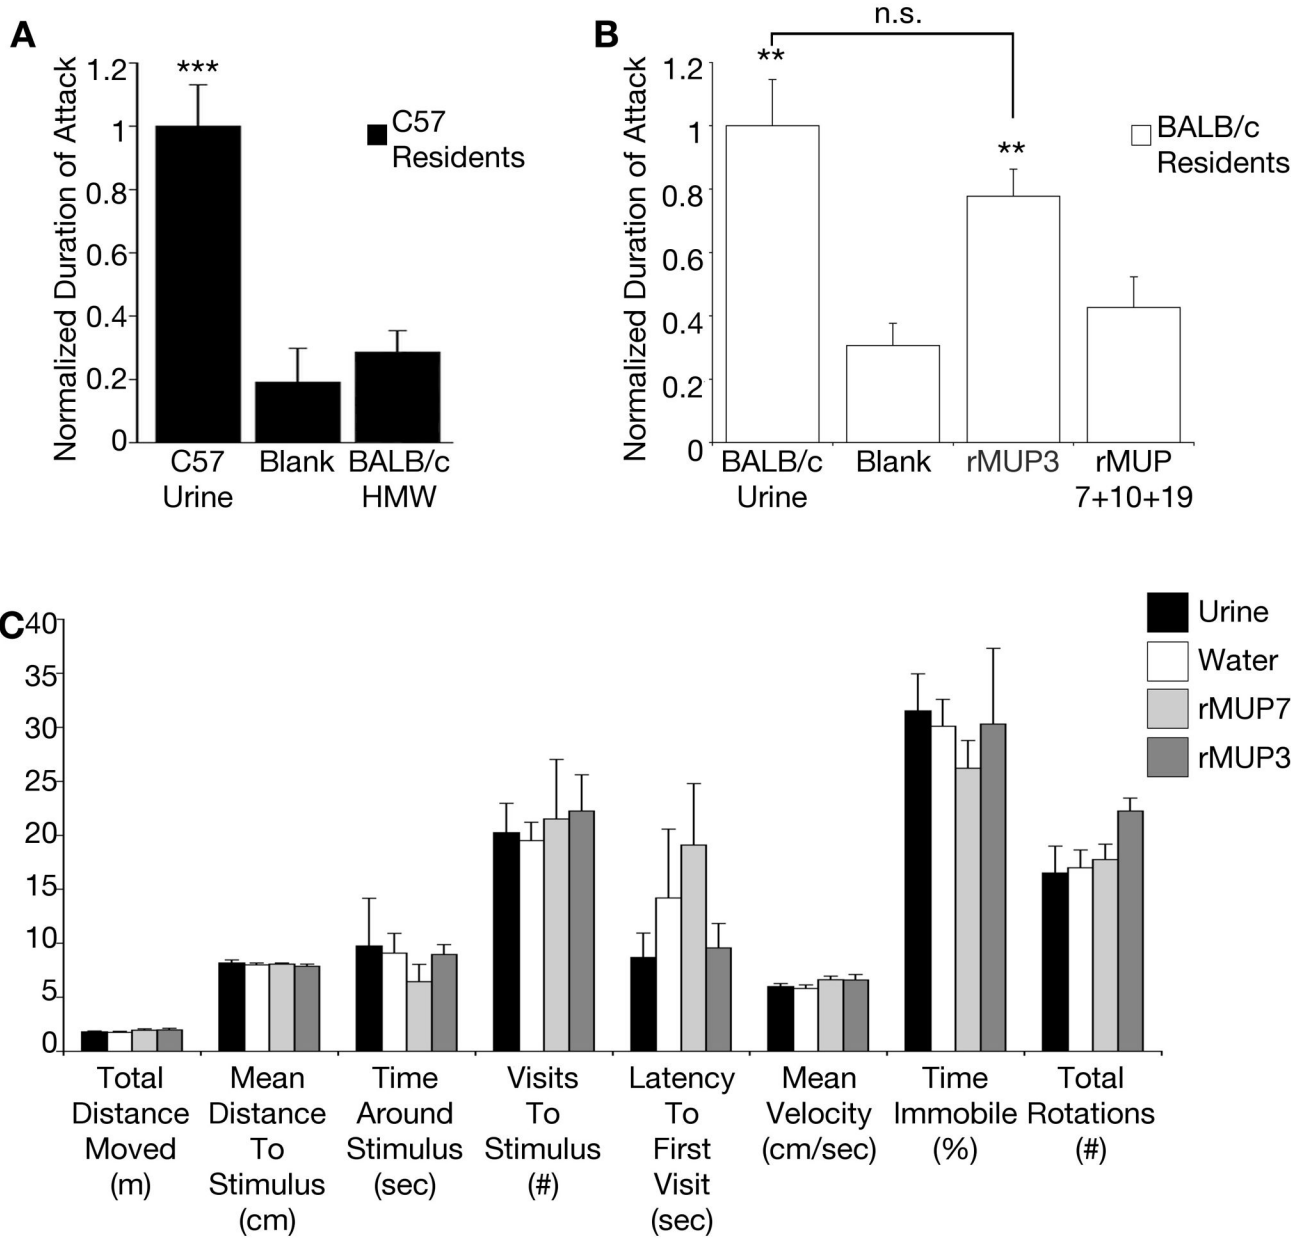 A
Normalized Duration of Attack
1.2
1
0.8
0.6
0.4
0.2
0
***
C57
Residents
C57
Urine
Blank
BALB/c
HMW
B
Normalized Duration of Attack
1.2
1
0.8
0.6
0.4
0.2
0
n.s.
**
**
BALB/c
Residents
BALB/c
Urine
Blank
rMUP3
rMUP
7+10+19
C
40
35
30
25
20
15
10
5
0
Urine
Water
rMUP7
rMUP3
Total
Distance
Moved
(m)
Mean
Distance
To
Stimulus
(cm)
Time
Around
Stimulus
(sec)
Visits
To
Stimulus
(#)
Latency
To
First
Visit
(sec)
Mean
Velocity
(cm/sec)
Time
Immobile
(%)
Total
Rotations
(#)